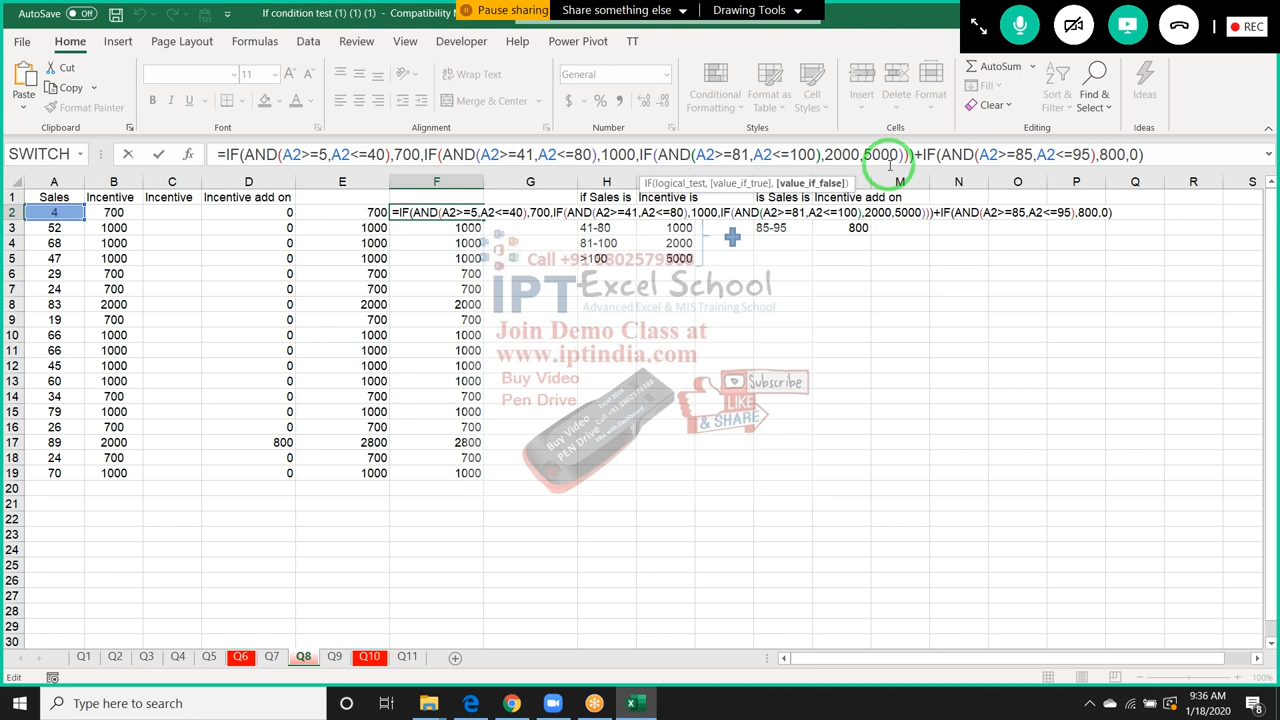 AutoSave Off If condition test (1) (1) (1) - Compatibility M
Pause sharing Share something else Drawing Tools
REC
File Home Insert Page Layout Formulas Data Review View Developer Help Power Pivot TT
Paste Cut Copy Format Painter Clipboard
11 B I U Font
Wrap Text Merge & Center Alignment
General $ % Number
Conditional Formatting Format as Table Cell Styles Styles
Insert Delete Format Cells
AutoSum Fill Clear Sort & Filter Find & Select Editing
Ideas Ideas
SWITCH fx =IF(AND(A2>=5,A2<=40),700,IF(AND(A2>=41,A2<=80),1000,IF(AND(A2>=81,A2<=100),2000,5000)))+IF(AND(A2>=85,A2<=95),800,0)
IF(logical_test, [value_if_true], [value_if_false])
A B C D E F G H M N O P Q R S
1 Sales Incentive Incentive Incentive add on if Sales is Incentive is is Sales is Incentive add on
2 4 700 0 700 =IF(AND(A2>=5,A2<=40),700,IF(AND(A2>=41,A2<=80),1000,IF(AND(A2>=81,A2<=100),2000,5000)))+IF(AND(A2>=85,A2<=95),800,0)
3 52 1000 0 1000 1000 41-80 1000 85-95 800
4 68 1000 0 1000 1000 81-100 2000
5 47 1000 0 1000 1000 >100 5000
6 29 700 0 700 700
7 24 700 0 700 700
8 83 2000 0 2000 2000
9 19 700 0 700 700
10 66 1000 0 1000 1000
11 66 1000 0 1000 1000
12 45 1000 0 1000 1000
13 60 1000 0 1000 1000
14 34 700 0 700 700
15 79 1000 0 1000 1000
16 25 700 0 700 700
17 89 2000 800 2800 2800
18 24 700 0 700 700
19 70 1000 0 1000 1000
20
21
22
23
24
25
26
27
28
29
30
IPT Excel School
Advanced Excel & MIS Training School
Join Demo Class at
www.iptindia.com
Buy Video
Pen Drive
Buy Video
PEN Drive
Subscribe
LIKE
& SHARE
Q1 Q2 Q3 Q4 Q5 Q6 Q7 Q8 Q9 Q10 Q11
Edit 100%
Type here to search
9:36 AM
1/18/2020
8